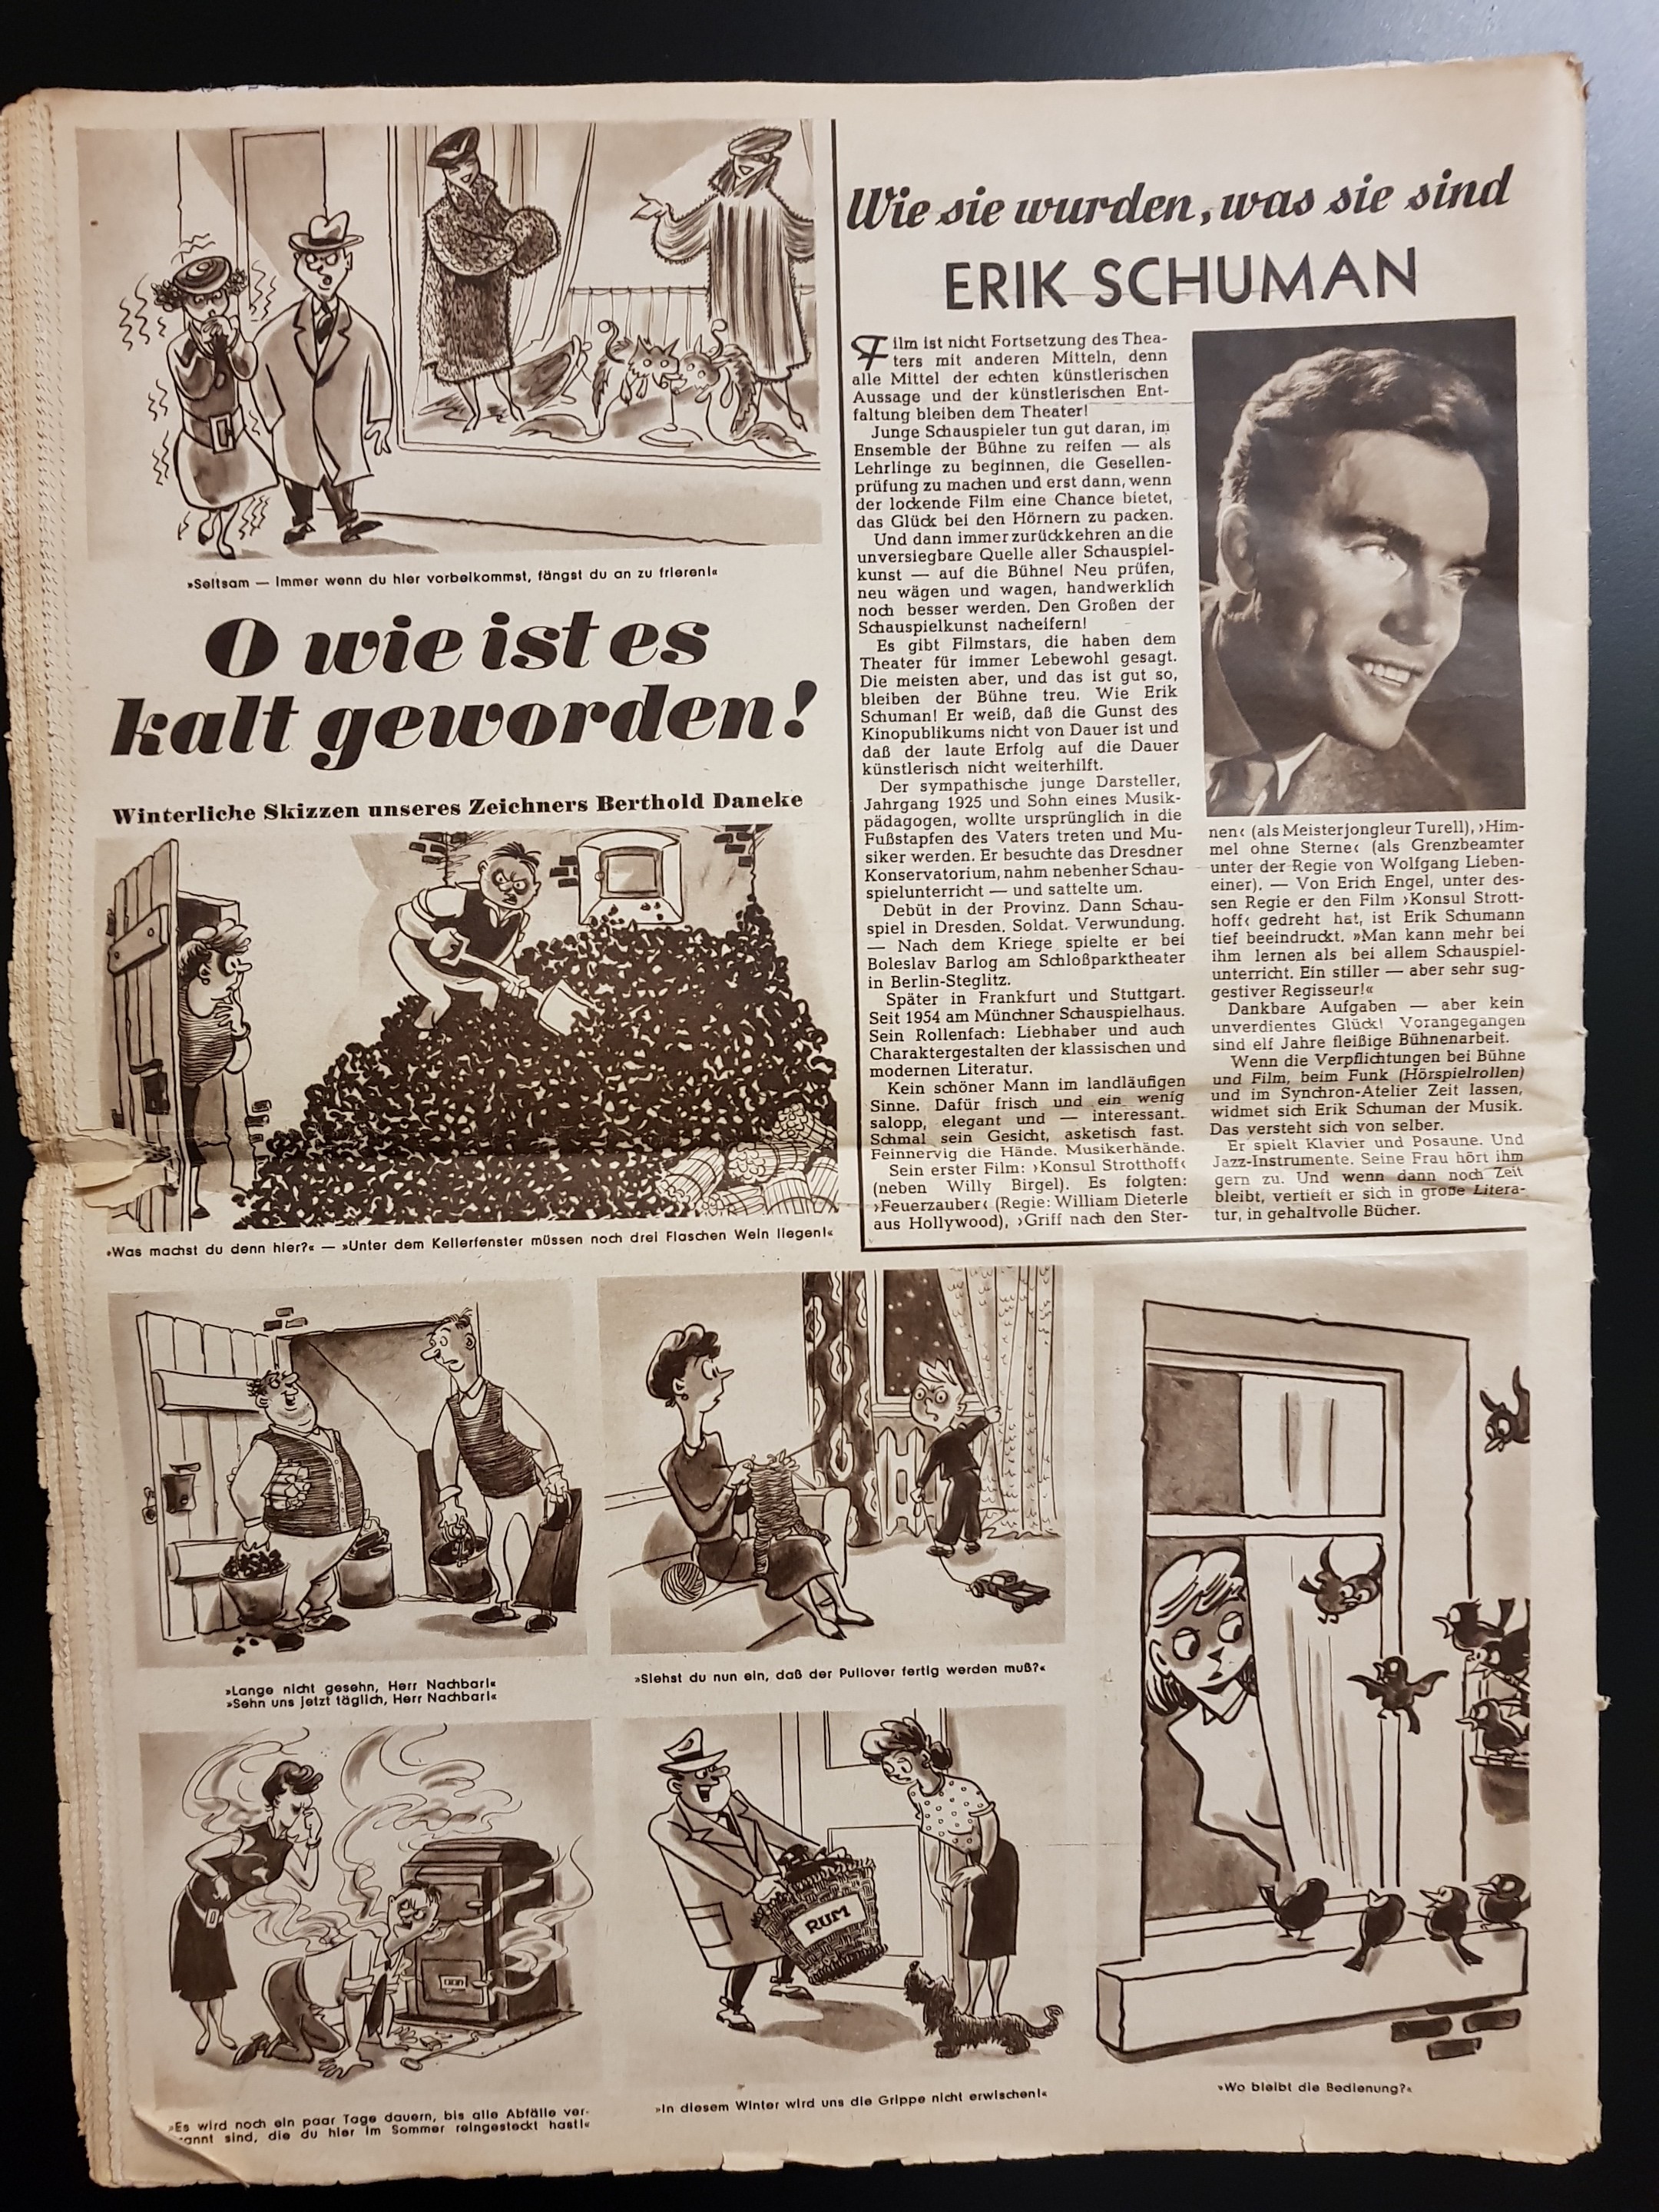 »Seltsam — immer wenn du hier vorbeikommst, fängst du an zu frieren!«
O wie ist es
kalt geworden!
Winterliche Skizzen unseres Zeichners Berthold Daneke
»Was machst du denn hier?« — »Unter dem Kellerfenster müssen noch drei Flaschen Wein liegen!«
Wie sie wurden, was sie sind
ERIK SCHUMAN
Film ist nicht Fortsetzung des Thea-
ters mit anderen Mitteln, denn
alle Mittel der echten künstlerischen
Aussage und der künstlerischen Ent-
faltung bleiben dem Theater!
Junge Schauspieler tun gut daran, im
Ensemble der Bühne zu reifen — als
Lehrlinge zu beginnen, die Gesellen-
prüfung zu machen und erst dann, wenn
der lockende Film eine Chance bietet,
das Glück bei den Hörnern zu packen.
Und dann immer zurückkehren an die
unversiegbare Quelle aller Schauspiel-
kunst — auf die Bühne! Neu prüfen,
neu wägen und wagen, handwerklich
noch besser werden. Den Großen der
Schauspielkunst nacheifern!
Es gibt Filmstars, die haben dem
Theater für immer Lebewohl gesagt.
Die meisten aber, und das ist gut so,
bleiben der Bühne treu. Wie Erik
Schuman! Er weiß, daß die Gunst des
Kinopublikums nicht von Dauer ist und
daß der laute Erfolg auf die Dauer
künstlerisch nicht weiterhilft.
Der sympathische junge Darsteller,
Jahrgang 1925 und Sohn eines Musik-
pädagogen, wollte ursprünglich in die
Fußstapfen des Vaters treten und Mu-
siker werden. Er besuchte das Dresdner
Konservatorium, nahm nebenher Schau-
spielunterricht — und sattelte um.
Debüt in der Provinz. Dann Schau-
spiel in Dresden. Soldat. Verwundung.
— Nach dem Kriege spielte er bei
Boleslav Barlog am Schloßparktheater
in Berlin-Steglitz.
Später in Frankfurt und Stuttgart.
Seit 1954 am Münchner Schauspielhaus.
Sein Rollenfach: Liebhaber und auch
Charaktergestalten der klassischen und
modernen Literatur.
Kein schöner Mann im landläufigen
Sinne. Dafür frisch und ein wenig
salopp, elegant und — interessant.
Schmal sein Gesicht, asketisch fast.
Feinnervig die Hände. Musikerhände.
Sein erster Film: ›Konsul Strotthoff‹
(neben Willy Birgel). Es folgten:
›Feuerzauber‹ (Regie: William Dieterle
aus Hollywood), ›Griff nach den Ster-
nen‹ (als Meisterjongleur Turell), ›Him-
mel ohne Sterne‹ (als Grenzbeamter
unter der Regie von Wolfgang Lieben-
einer). — Von Erich Engel, unter des-
sen Regie er den Film ›Konsul Strott-
hoff‹ gedreht hat, ist Erik Schumann
tief beeindruckt. »Man kann mehr bei
ihm lernen als bei allem Schauspiel-
unterricht. Ein stiller — aber sehr sug-
gestiver Regisseur!«
Dankbare Aufgaben — aber kein
unverdientes Glück! Vorangegangen
sind elf Jahre fleißige Bühnenarbeit.
Wenn die Verpflichtungen bei Bühne
und Film, beim Funk (Hörspielrollen)
und im Synchron-Atelier Zeit lassen,
widmet sich Erik Schuman der Musik.
Das versteht sich von selber.
Er spielt Klavier und Posaune. Und
Jazz-Instrumente. Seine Frau hört ihm
gern zu. Und wenn dann noch Zeit
bleibt, vertieft er sich in große Litera-
tur, in gehaltvolle Bücher.
»Lange nicht gesehn, Herr Nachbar!«
»Sehn uns jetzt täglich, Herr Nachbar!«
»Siehst du nun ein, daß der Pullover fertig werden muß?«
»Es wird noch ein paar Tage dauern, bis alle Abfälle ver-
rannt sind, die du hier im Sommer reingesteckt hast!«
RUM
»In diesem Winter wird uns die Grippe nicht erwischen!«
»Wo bleibt die Bedienung?«